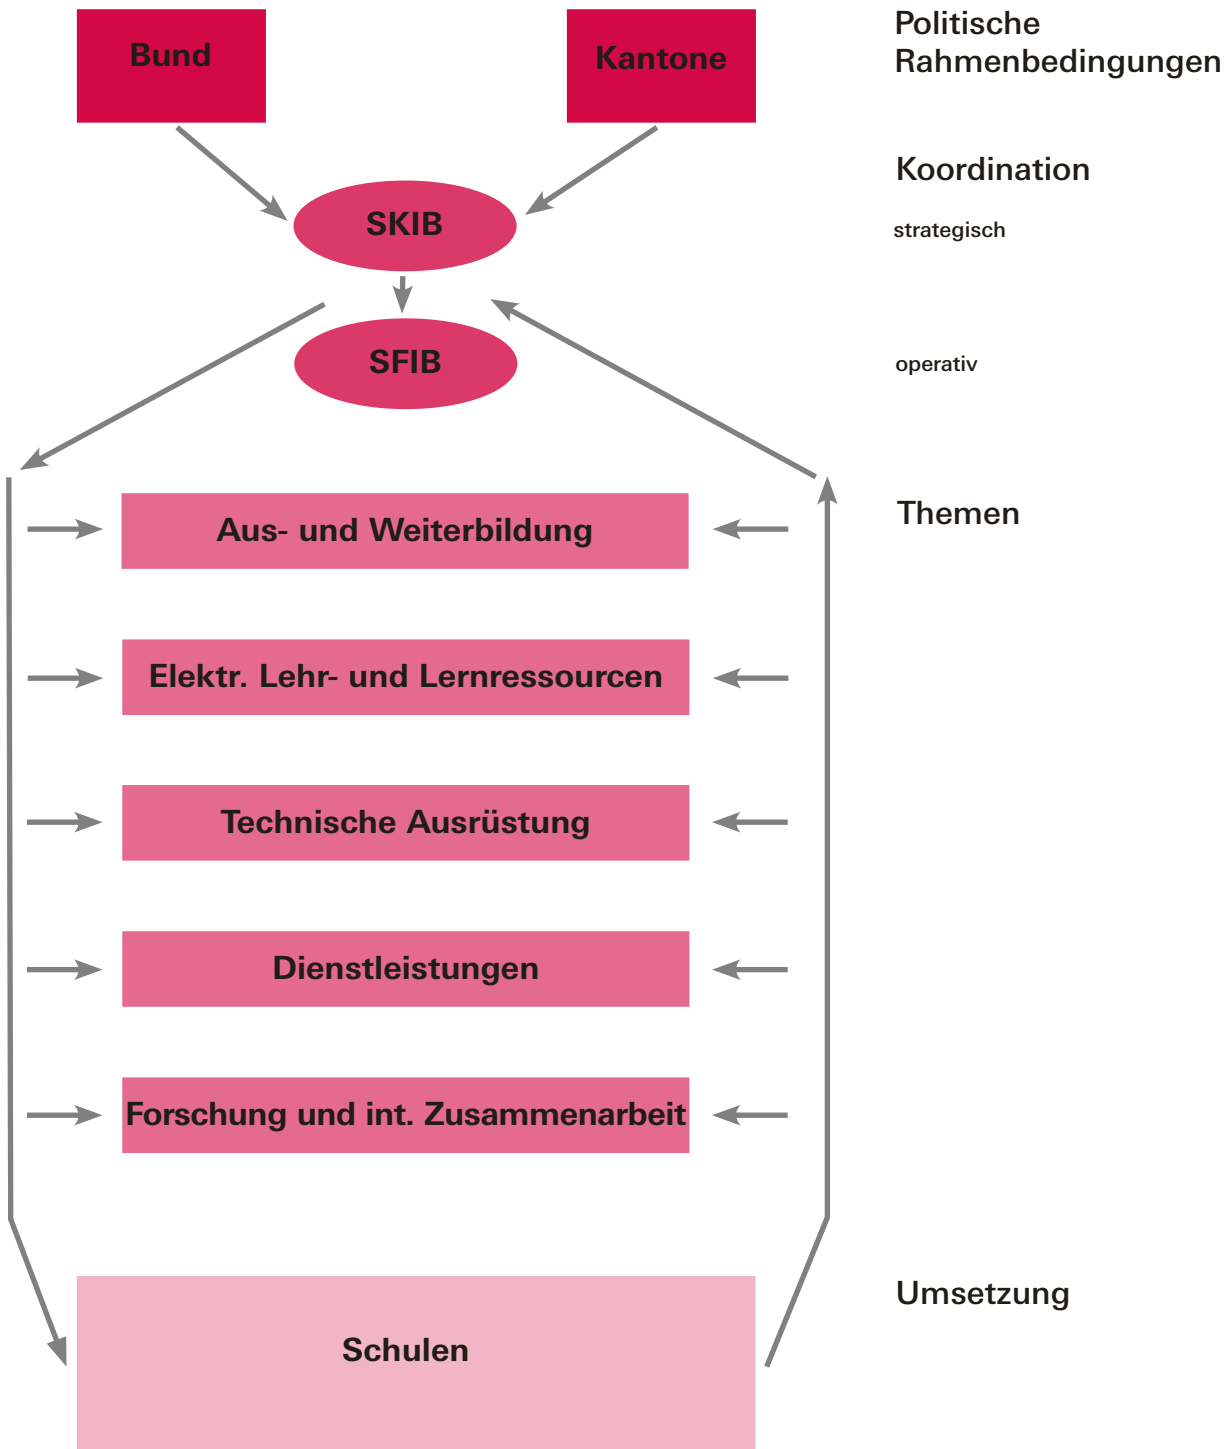 Bund
Kantone
Politische
Rahmenbedingungen
Koordination
SKIB
strategisch
SFIB
operativ
Aus- und Weiterbildung
Themen
Elektr. Lehr- und Lernressourcen
Technische Ausrüstung
Dienstleistungen
Forschung und int. Zusammenarbeit
Umsetzung
Schulen